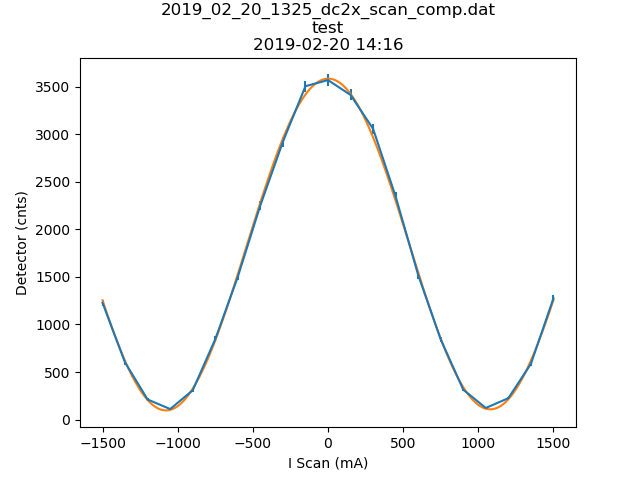 2019_02_20_1325_dc2x_scan_comp.dat
test
2019-02-20 14:16
Detector (cnts)
3500
3000
2500
2000
1500
1000
500
0
−1500 −1000 −500 0 500 1000 1500
I Scan (mA)